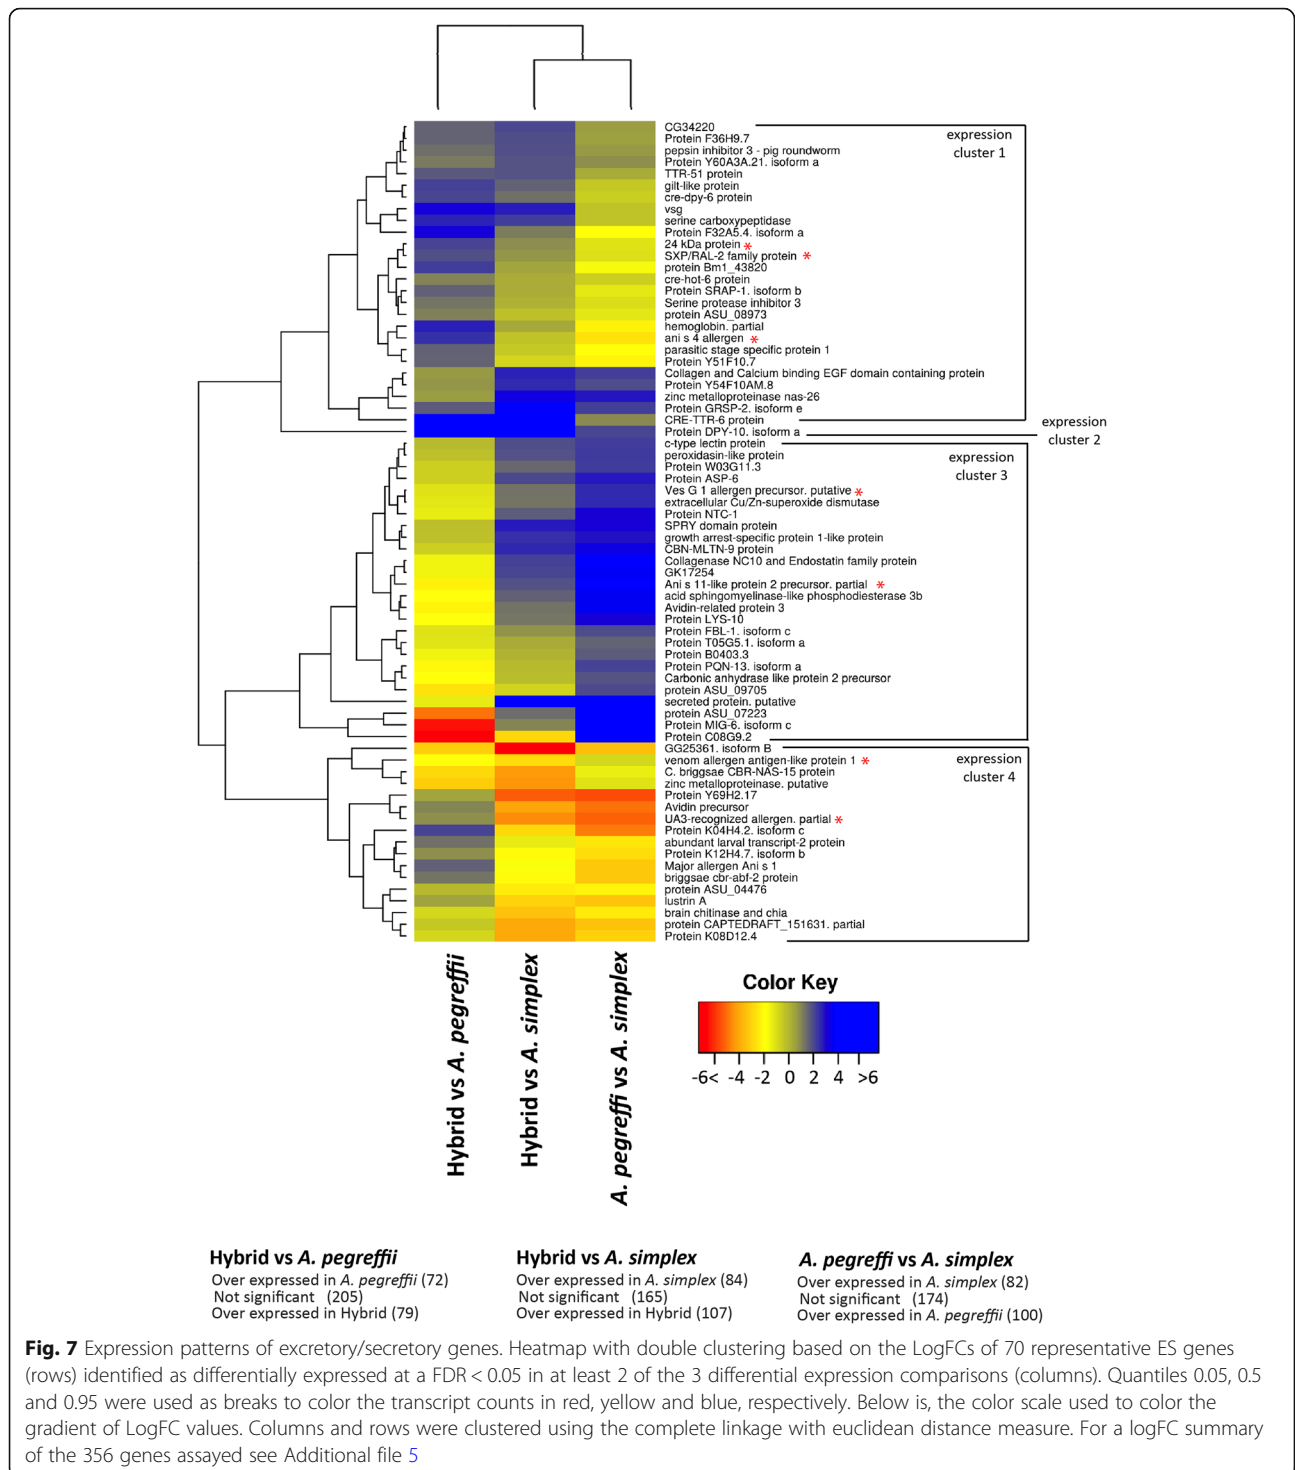 CG34220
Protein F36H9.7
pepsin inhibitor 3 - pig roundworm
Protein Y60A3A.21. isoform a
TTR-51 protein
gilt-like protein
cre-dpy-6 protein
vsg
serine carboxypeptidase
Protein F32A5.4. isoform a
24 kDa protein *
SXP/RAL-2 family protein *
protein Bm1_43820
cre-hot-6 protein
Protein SRAP-1. isoform b
Serine protease inhibitor 3
protein ASU_08973
hemoglobin. partial
ani s 4 allergen *
parasitic stage specific protein 1
Protein Y51F10.7
Collagen and Calcium binding EGF domain containing protein
Protein Y54F10AM.8
zinc metalloproteinase nas-26
Protein GRSP-2. isoform e
CRE-TTR-6 protein
expression
cluster 1
Protein DPY-10. isoform a
expression
cluster 2
c-type lectin protein
peroxidasin-like protein
Protein W03G11.3
Protein ASP-6
Ves G 1 allergen precursor. putative *
extracellular Cu/Zn-superoxide dismutase
Protein NTC-1
SPRY domain protein
growth arrest-specific protein 1-like protein
CBN-MLTN-9 protein
Collagenase NC10 and Endostatin family protein
GK17254
Ani s 11-like protein 2 precursor. partial *
acid sphingomyelinase-like phosphodiesterase 3b
Avidin-related protein 3
Protein LYS-10
Protein FBL-1. isoform c
Protein T05G5.1. isoform a
Protein B0403.3
Protein PQN-13. isoform a
Carbonic anhydrase like protein 2 precursor
protein ASU_09705
secreted protein. putative
protein ASU_07223
Protein MIG-6. isoform c
Protein C08G9.2
expression
cluster 3
GG25361. isoform B
venom allergen antigen-like protein 1 *
C. briggsae CBR-NAS-15 protein
zinc metalloproteinase. putative
Protein Y69H2.17
Avidin precursor
UA3-recognized allergen. partial *
Protein K04H4.2. isoform c
abundant larval transcript-2 protein
Protein K12H4.7. isoform b
Major allergen Ani s 1
briggsae cbr-abf-2 protein
protein ASU_04476
lustrin A
brain chitinase and chia
protein CAPTEDRAFT_151631. partial
Protein K08D12.4
expression
cluster 4
Hybrid vs A. pegreffii
Hybrid vs A. simplex
A. pegreffi vs A. simplex
Color Key
-6< -4 -2 0 2 4 >6
Hybrid vs A. pegreffii
Over expressed in A. pegreffii (72)
Not significant (205)
Over expressed in Hybrid (79)
Hybrid vs A. simplex
Over expressed in A. simplex (84)
Not significant (165)
Over expressed in Hybrid (107)
A. pegreffi vs A. simplex
Over expressed in A. simplex (82)
Not significant (174)
Over expressed in A. pegreffii (100)
Fig. 7 Expression patterns of excretory/secretory genes. Heatmap with double clustering based on the LogFCs of 70 representative ES genes
(rows) identified as differentially expressed at a FDR < 0.05 in at least 2 of the 3 differential expression comparisons (columns). Quantiles 0.05, 0.5
and 0.95 were used as breaks to color the transcript counts in red, yellow and blue, respectively. Below is, the color scale used to color the
gradient of LogFC values. Columns and rows were clustered using the complete linkage with euclidean distance measure. For a logFC summary
of the 356 genes assayed see Additional file 5